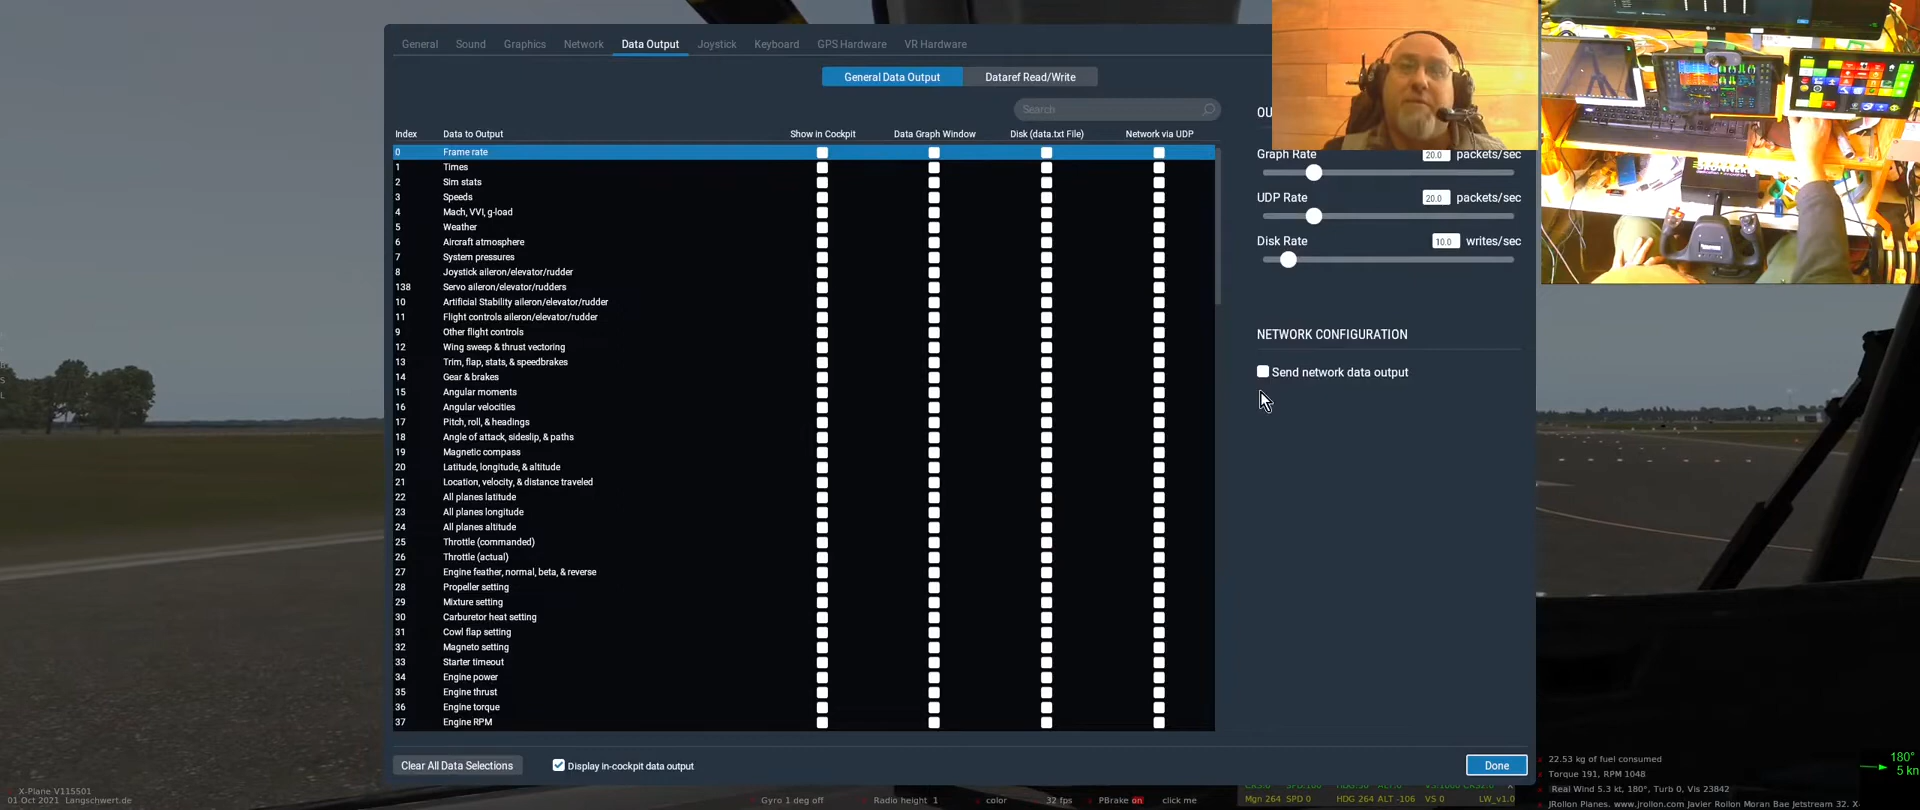 General Sound Graphics Network Data Output Joystick Keyboard GPS Hardware VR Hardware
General Data Output Dataref Read/Write
Search
Index Data to Output Show in Cockpit Data Graph Window Disk (data.txt File) Network via UDP
0 Frame rate
1 Times
2 Sim stats
3 Speeds
4 Mach, VVI, g-load
5 Weather
6 Aircraft atmosphere
7 System pressures
8 Joystick aileron/elevator/rudder
138 Servo aileron/elevator/rudders
10 Artificial Stability aileron/elevator/rudder
11 Flight controls aileron/elevator/rudder
9 Other flight controls
12 Wing sweep & thrust vectoring
13 Trim, flap, stats, & speedbrakes
14 Gear & brakes
15 Angular moments
16 Angular velocities
17 Pitch, roll, & headings
18 Angle of attack, sideslip, & paths
19 Magnetic compass
20 Latitude, longitude, & altitude
21 Location, velocity, & distance traveled
22 All planes latitude
23 All planes longitude
24 All planes altitude
25 Throttle (commanded)
26 Throttle (actual)
27 Engine feather, normal, beta, & reverse
28 Propeller setting
29 Mixture setting
30 Carburetor heat setting
31 Cowl flap setting
32 Magneto setting
33 Starter timeout
34 Engine power
35 Engine thrust
36 Engine torque
37 Engine RPM
Graph Rate 20.0 packets/sec
UDP Rate 20.0 packets/sec
Disk Rate 10.0 writes/sec
NETWORK CONFIGURATION
Send network data output
Clear All Data Selections Display in-cockpit data output Done
X-Plane V115501
01 Oct 2021 Langschwert.de
Gyro 1 deg off Radio height 1 color 32 fps PBrake on click me
Mgn 264 SPD 0 HDG 264 ALT -106 VS 0 LW_v1.0
22.53 kg of fuel consumed
Torque 191, RPM 1048
Real Wind 5.3 kt, 180°, Turb 0, Vis 23842
JRollon Planes. www.jrollon.com Javier Rollon Moran Bae Jestream 32. X-
180°
5 kn